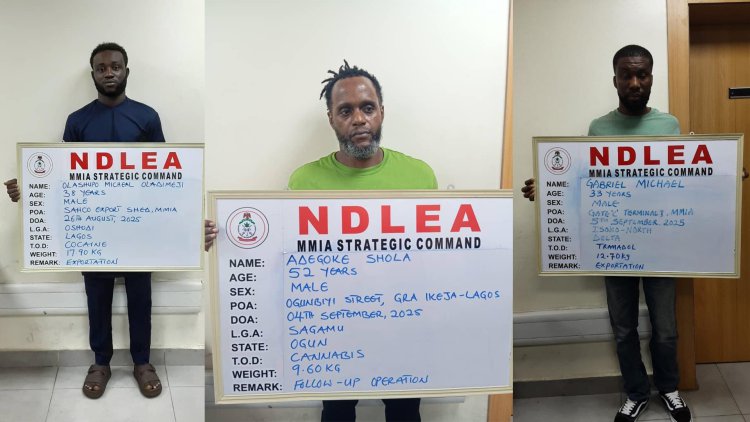 NDLEA
MMIA STRATEGIC COMMAND
NAME: OLASHUPO MICHEAL OLADIMEJI
AGE: 38 YEARS
SEX: MALE
POA: SAHCO EXPORT SHED, MMIA
DOA: 26TH AUGUST, 2025
L.G.A: OSHODI
STATE: LAGOS
T.O.D: COCAINE
WEIGHT: 17.90 KG
REMARK: EXPORTATION
NDLEA
MMIA STRATEGIC COMMAND
NAME: ADEGOKE SHOLA
AGE: 52 YEARS
SEX: MALE
POA: OGUNBIYI STREET, GRA IKEJA-LAGOS
DOA: 04TH SEPTEMBER, 2025
L.G.A: SAGAMU
STATE: OGUN
T.O.D: CANNABIS
WEIGHT: 9.60 KG
REMARK: FOLLOW-UP OPERATION
NDLEA
MMIA STRATEGIC COMMAND
NAME: GABRIEL MICHAEL
AGE: 33 YEARS
SEX: MALE
POA: GATE 'C' TERMINAL 1, MMIA
DOA: 5TH SEPTEMBER, 2025
L.G.A: NORTH
STATE: DELTA
T.O.D: TRAMADOL
WEIGHT: 12.70KG
REMARK: EXPORTATION